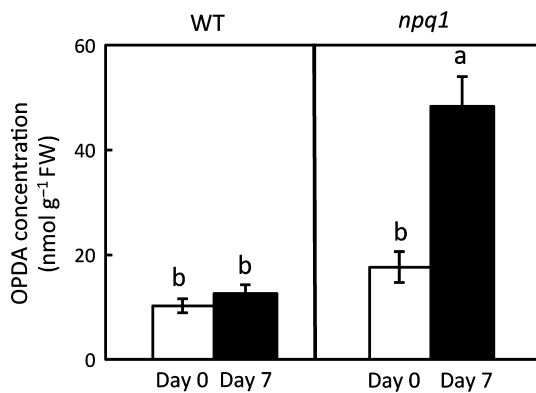 WT
npq1
OPDA concentration
(nmol g⁻¹ FW)
60
40
20
0
b
b
b
a
Day 0
Day 7
Day 0
Day 7